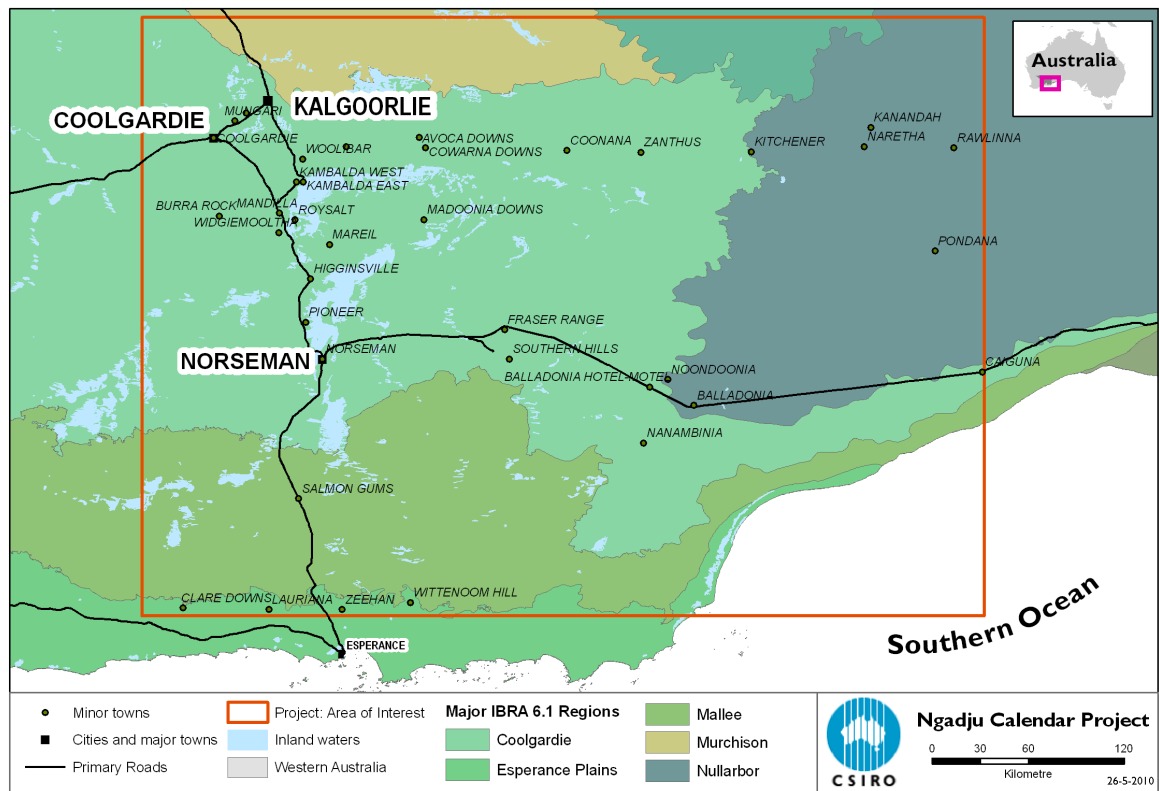 Australia
KALGOORLIE
COOLGARDIE
MUNGARI
COOLGARDIE
WOOLIBAR
AVOCA DOWNS
COWARNA DOWNS
COONANA
ZANTHUS
KITCHENER
KANANDAH
NARETHA
RAWLINNA
KAMBALDA WEST
KAMBALDA EAST
BURRA ROCK
MANDILLA
ROYSALT
MADOONIA DOWNS
WIDGIEMOOLTHA
MAREIL
PONDANA
HIGGINSVILLE
PIONEER
FRASER RANGE
NORSEMAN
NORSEMAN
SOUTHERN HILLS
BALLADONIA HOTEL-MOTEL
NOONDOONIA
CAIGUNA
BALLADONIA
NANAMBINIA
SALMON GUMS
CLARE DOWNS
LAURIANA
ZEEHAN
WITTENOOM HILL
ESPERANCE
Southern Ocean
Minor towns
Cities and major towns
Primary Roads
Project: Area of Interest
Inland waters
Western Australia
Major IBRA 6.1 Regions
Coolgardie
Esperance Plains
Mallee
Murchison
Nullarbor
CSIRO
Ngadju Calendar Project
0 30 60 120
Kilometre
26-5-2010